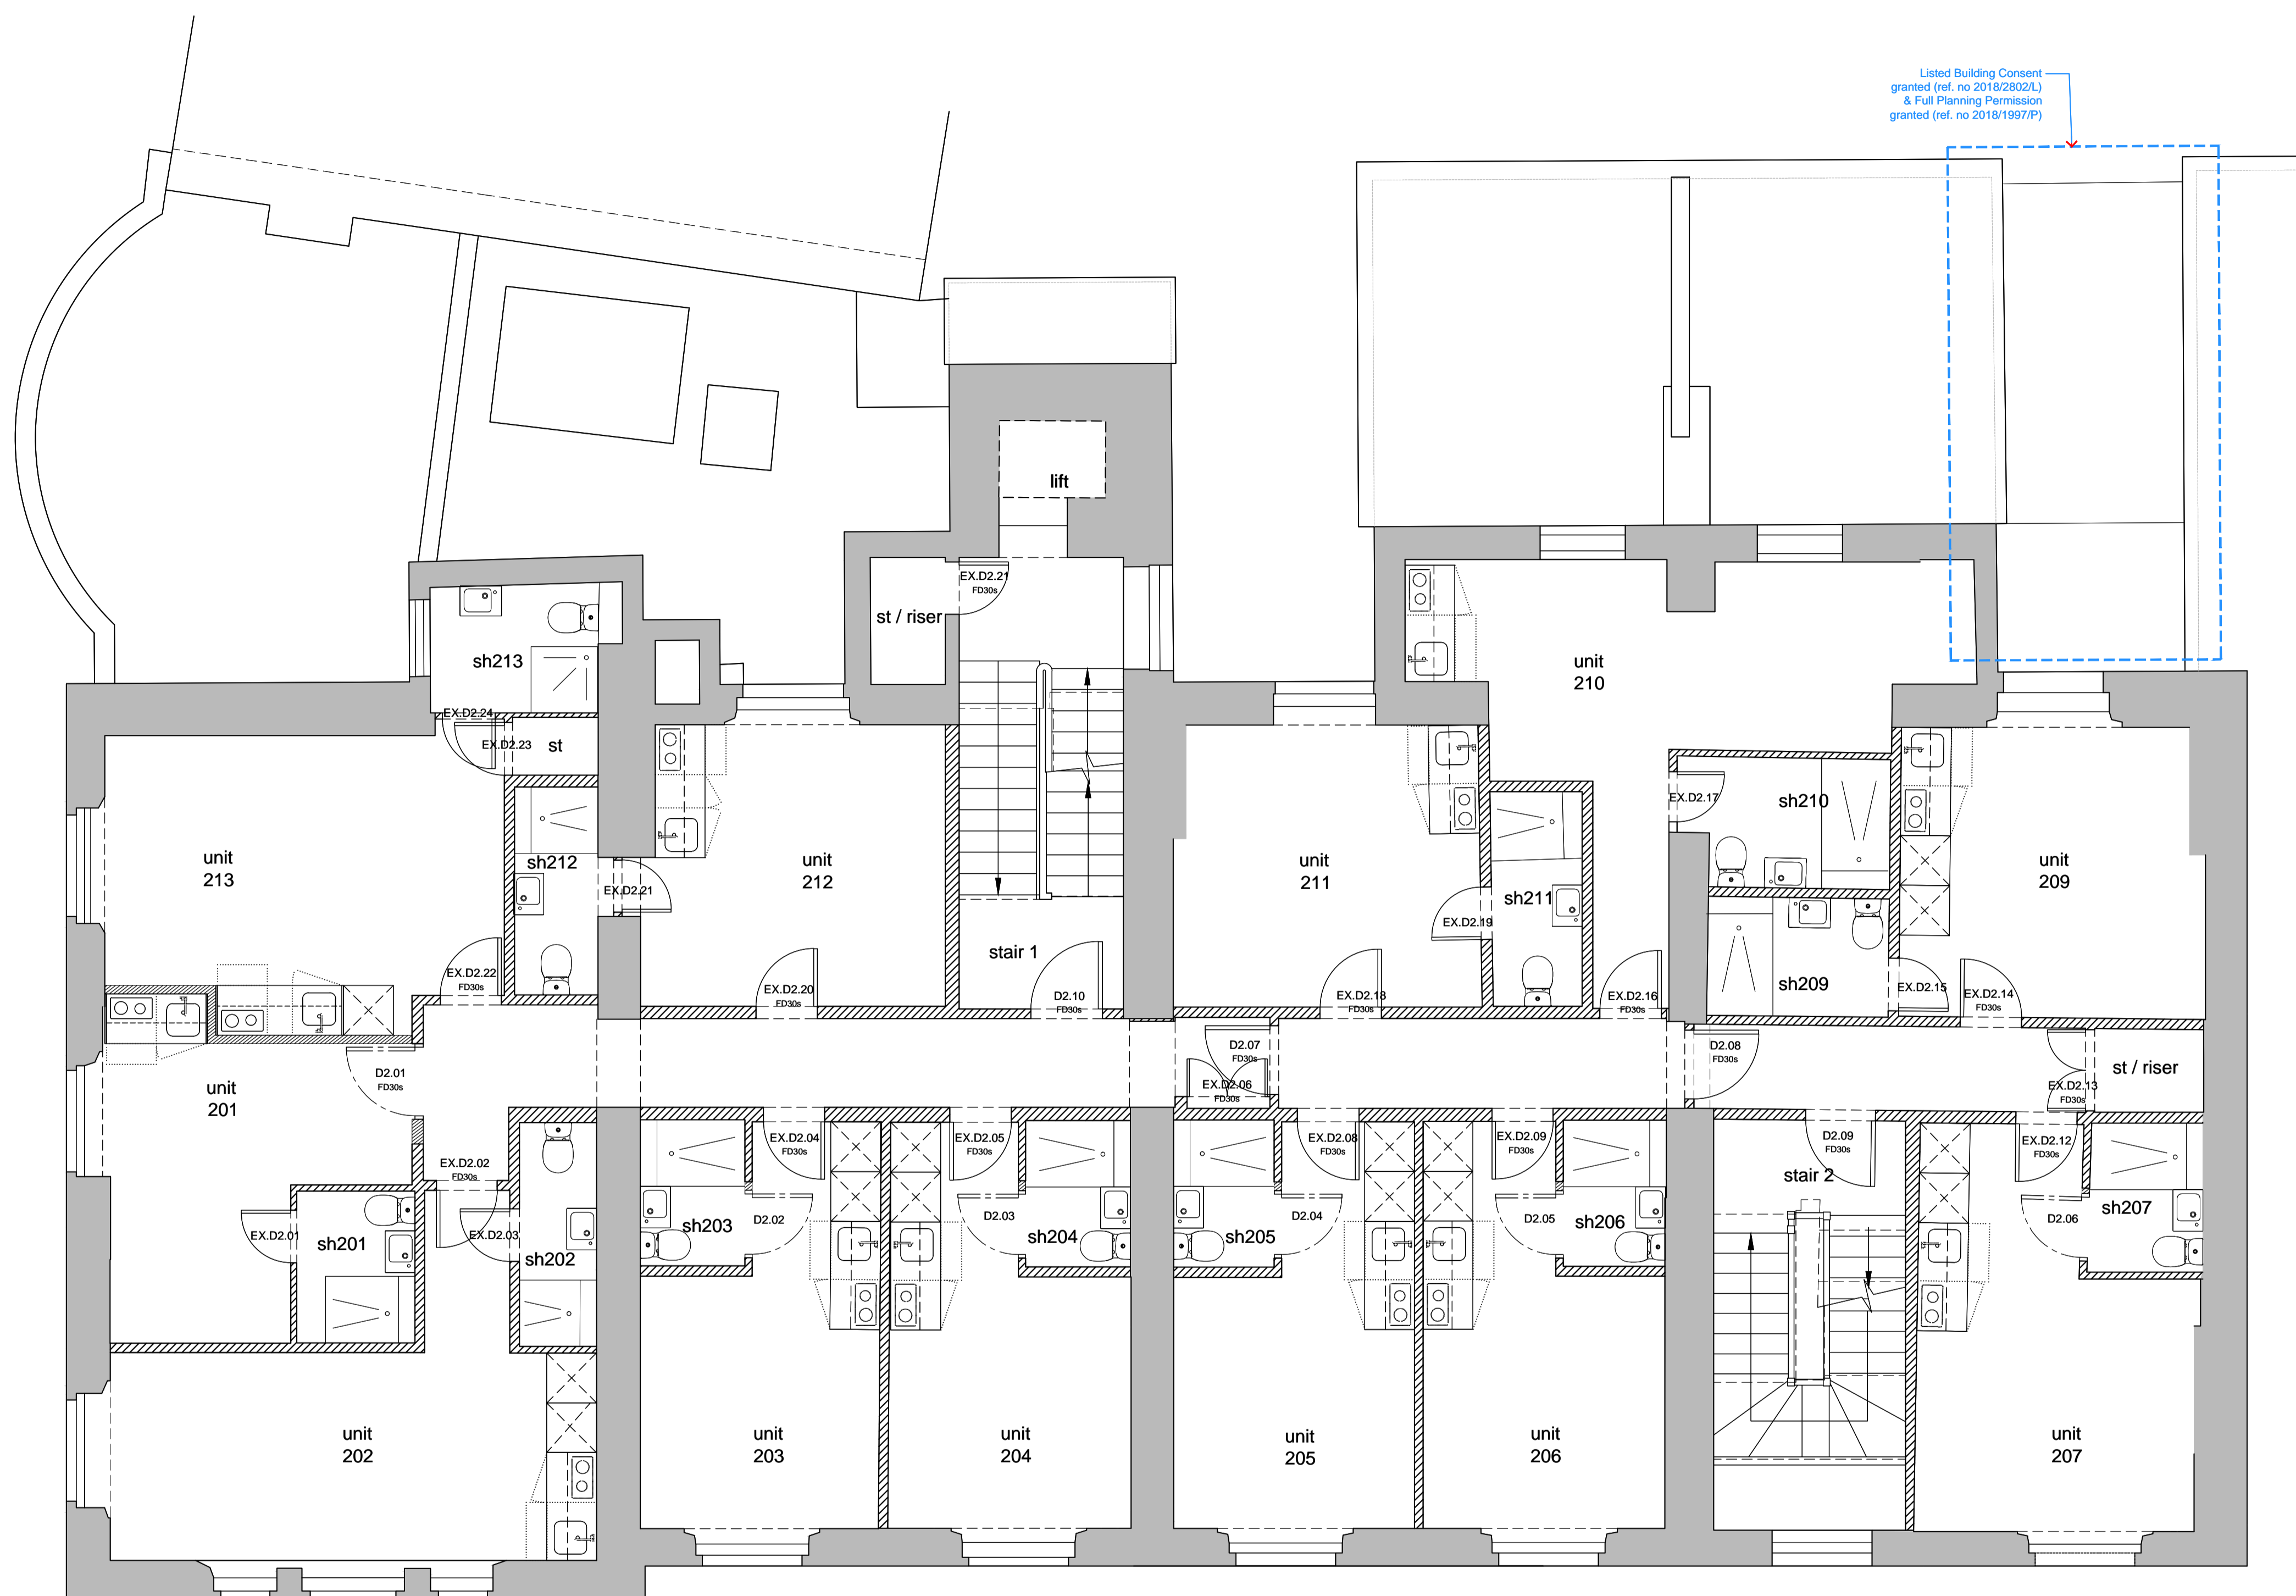 Listed Building Consent
granted (ref. no 2018/2802/L)
& Full Planning Permission
granted (ref. no 2018/1997/P)
lift
EX.D2.21
FD30s
st / riser
sh213
unit
210
EX.D2.24
EX.D2.23
st
EX.D2.17
sh210
unit
213
sh212
unit
212
unit
211
unit
209
EX.D2.21
sh211
EX.D2.19
stair 1
EX.D2.22
FD30s
EX.D2.20
FD30s
D2.10
FD30s
EX.D2.18
FD30s
EX.D2.16
FD30s
sh209
EX.D2.15
EX.D2.14
FD30s
D2.07
FD30s
D2.08
FD30s
D2.01
FD30s
st / riser
unit
201
EX.D2.06
FD30s
EX.D2.13
FD30s
EX.D2.04
FD30s
EX.D2.05
FD30s
EX.D2.08
FD30s
EX.D2.09
FD30s
D2.09
FD30s
EX.D2.12
FD30s
EX.D2.02
FD30s
stair 2
EX.D2.01
sh201
EX.D2.03
sh202
sh203
D2.02
D2.03
sh204
sh205
D2.04
D2.05
sh206
D2.06
sh207
unit
202
unit
203
unit
204
unit
205
unit
206
unit
207